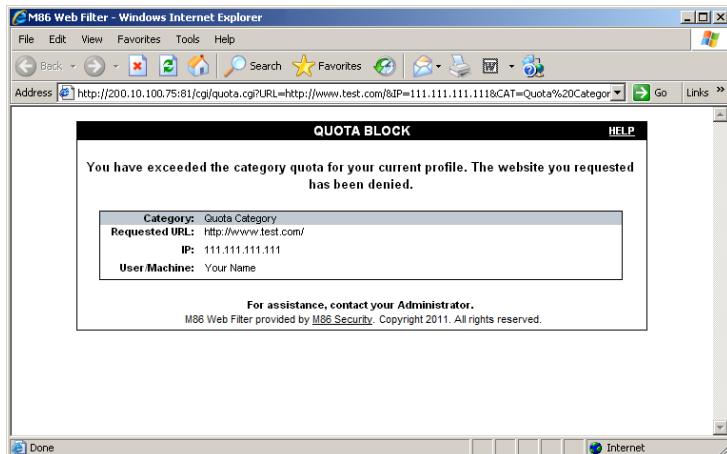 M86 Web Filter - Windows Internet Explorer
File Edit View Favorites Tools Help
Back Search Favorites
Address http://200.10.100.75:81/cgi/quota.cgi?URL=http://www.test.com/&IP=111.111.111.111&CAT=Quota%20Categor Go Links »
QUOTA BLOCK HELP
You have exceeded the category quota for your current profile. The website you requested
has been denied.
Category: Quota Category
Requested URL: http://www.test.com/
IP: 111.111.111.111
User/Machine: Your Name
For assistance, contact your Administrator.
M86 Web Filter provided by M86 Security. Copyright 2011. All rights reserved.
Done Internet